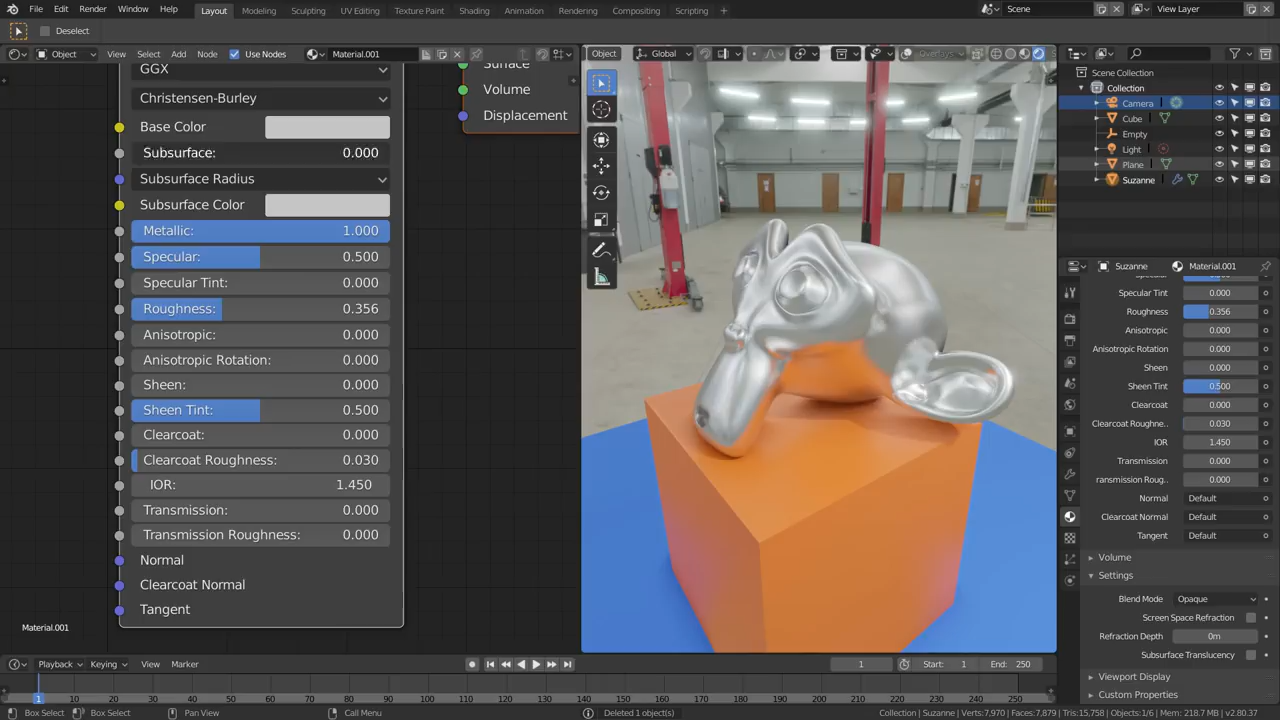 File Edit Render Window Help Layout Modeling Sculpting UV Editing Texture Paint Shading Animation Rendering Compositing Scripting + Scene View Layer
Deselect
Object View Select Add Node Use Nodes Material.001 Object Global Overlays
GGX Surface
Christensen-Burley Volume
Displacement
Base Color
Subsurface: 0.000
Subsurface Radius
Subsurface Color
Metallic: 1.000
Specular: 0.500
Specular Tint: 0.000
Roughness: 0.356
Anisotropic: 0.000
Anisotropic Rotation: 0.000
Sheen: 0.000
Sheen Tint: 0.500
Clearcoat: 0.000
Clearcoat Roughness: 0.030
IOR: 1.450
Transmission: 0.000
Transmission Roughness: 0.000
Normal
Clearcoat Normal
Tangent
Material.001
Scene Collection
Collection
Camera
Cube
Empty
Light
Plane
Suzanne
Suzanne Material.001
Specular 0.500
Specular Tint 0.000
Roughness 0.356
Anisotropic 0.000
Anisotropic Rotation 0.000
Sheen 0.000
Sheen Tint 0.500
Clearcoat 0.000
Clearcoat Roughne.. 0.030
IOR 1.450
Transmission 0.000
ransmission Roug.. 0.000
Normal Default
Clearcoat Normal Default
Tangent Default
Volume
Settings
Blend Mode Opaque
Screen Space Refraction
Refraction Depth 0m
Subsurface Translucency
Viewport Display
Custom Properties
Playback Keying View Marker 1 Start: 1 End: 250
1 10 20 30 40 50 60 70 80 90 100 110 120 130 140 150 160 170 180 190 200 210 220 230 240 250
Box Select Box Select Pan View Call Menu Deleted 1 object(s) Collection | Suzanne | Verts:7,970 | Faces:7,879 | Tris:15,758 | Objects:1/6 | Mem: 218.7 MB | v2.80.37